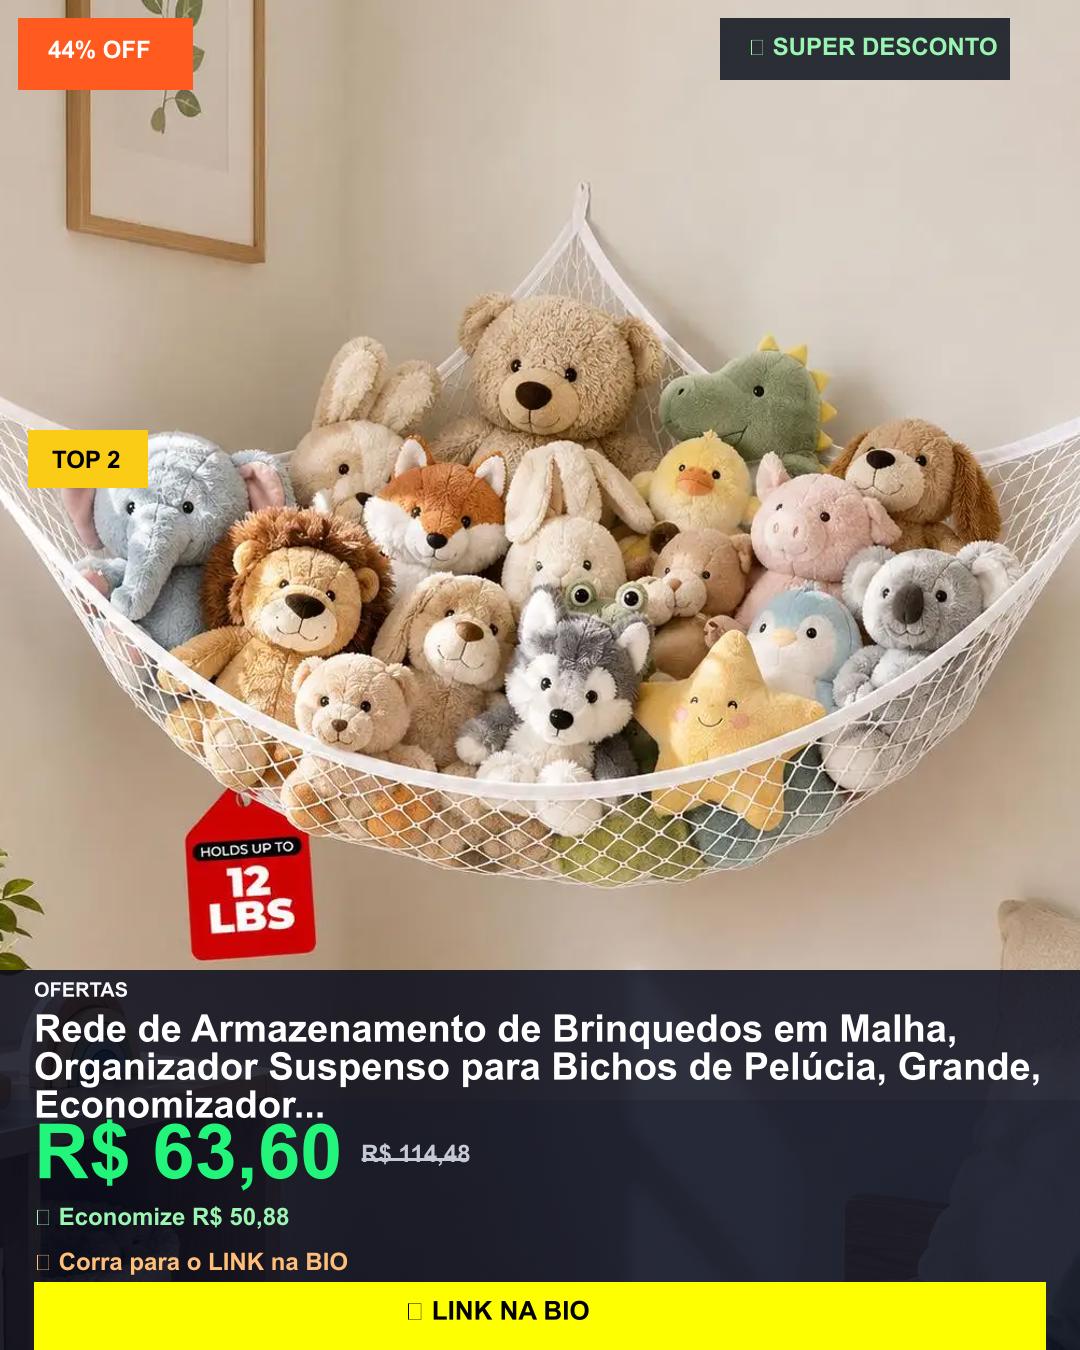 44% OFF
SUPER DESCONTO
TOP 2
HOLDS UP TO
12
LBS
OFERTAS
Rede de Armazenamento de Brinquedos em Malha,
Organizador Suspenso para Bichos de Pelúcia, Grande,
Economizador...
R$ 63,60 R$ 114,48
Economize R$ 50,88
Corra para o LINK na BIO
LINK NA BIO